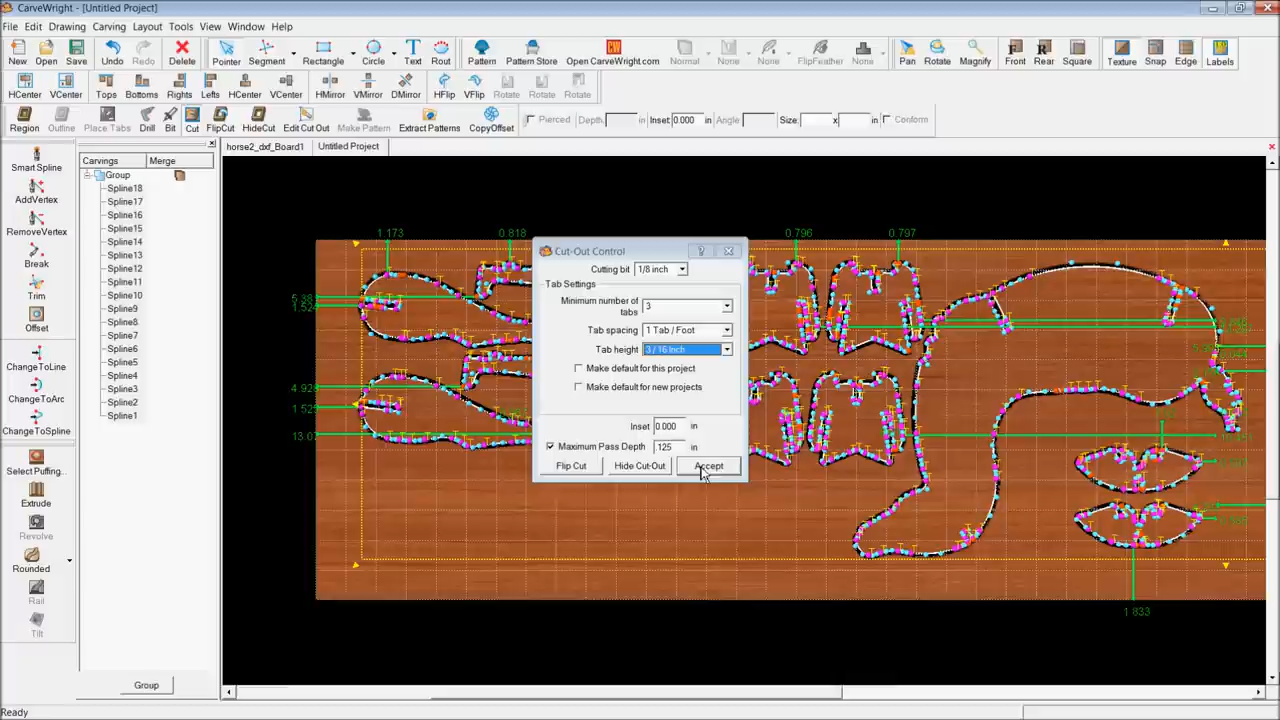 CarveWright - [Untitled Project]
File Edit Drawing Carving Layout Tools View Window Help
New Open Save Undo Delete Pointer Segment Rectangle Circle Text Rout Pattern Pattern Store Open CarveWright.com Normal None None FlipFeather None Pan Rotate Magnify Front Rear Square Texture Snap Edge Labels
HCenter VCenter Tops Bottoms Rights Lefts HCenter VCenter HMirror VMirror DMirror HFlip VFlip Rotate Rotate Rotate
Region Outline Place Tabs Drill Bit Cut FlipCut HideCut Edit Cut Out Make Pattern Extract Patterns CopyOffset Pierced Depth: in Inset: 0.000 in Angle: Size: x in Conform
horse2_dxf_Board1 Untitled Project
Smart Spline
AddVertex
RemoveVertex
Break
Trim
Offset
ChangeToLine
ChangeToArc
ChangeToSpline
Select Puffing...
Extrude
Revolve
Rounded
Rail
Tilt
Carvings Merge
Group
Spline18
Spline17
Spline16
Spline15
Spline14
Spline13
Spline12
Spline11
Spline10
Spline9
Spline8
Spline7
Spline6
Spline5
Spline4
Spline3
Spline2
Spline1
Group
1.173 0.818 0.796 0.797
4.928
13.07
1 833
Cut-Out Control
Cutting bit 1/8 inch
Tab Settings
Minimum number of tabs 3
Tab spacing 1 Tab / Foot
Tab height 3 / 16 Inch
Make default for this project
Make default for new projects
Inset 0.000 in
Maximum Pass Depth .125 in
Flip Cut Hide Cut-Out Accept
Ready